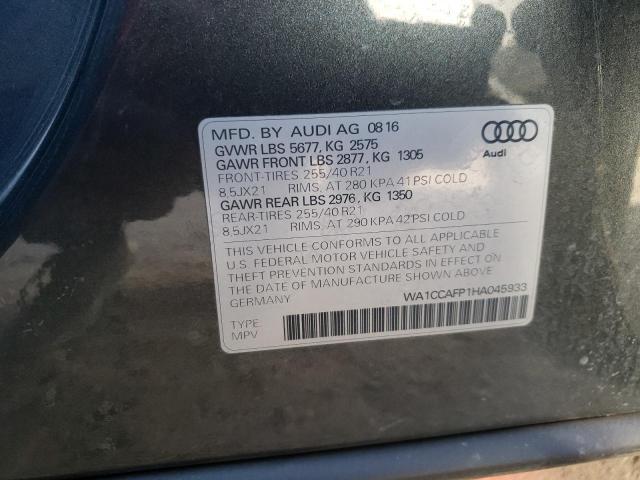 MFD. BY AUDI AG 08 16
GVWR LBS 5677, KG 2575
GAWR FRONT LBS 2877, KG 1305
FRONT-TIRES 255/40 R21
8,5JX21 RIMS, AT 280 KPA 41 PSI COLD
GAWR REAR LBS 2976, KG 1350
REAR-TIRES 255/40 R21
8,5JX21 RIMS, AT 290 KPA 42 PSI COLD
THIS VEHICLE CONFORMS TO ALL APPLICABLE
U.S. FEDERAL MOTOR VEHICLE SAFETY AND
THEFT PREVENTION STANDARDS IN EFFECT ON
THE DATE OF MANUFACTURE SHOWN ABOVE.
GERMANY
WA1CCAFP1HA045933
TYPE:
MPV
Audi